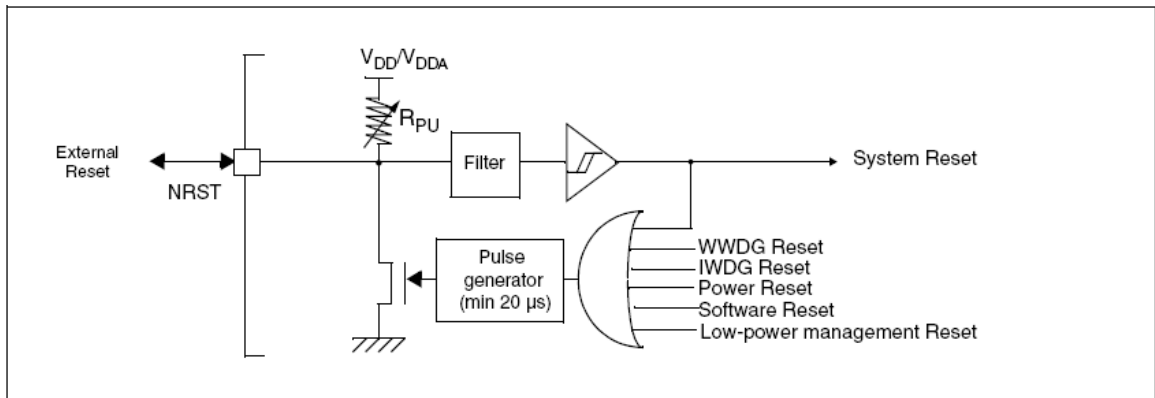 VDD/VDDA
RPU
External
Reset
NRST
Filter
System Reset
Pulse
generator
(min 20 µs)
WWDG Reset
IWDG Reset
Power Reset
Software Reset
Low-power management Reset